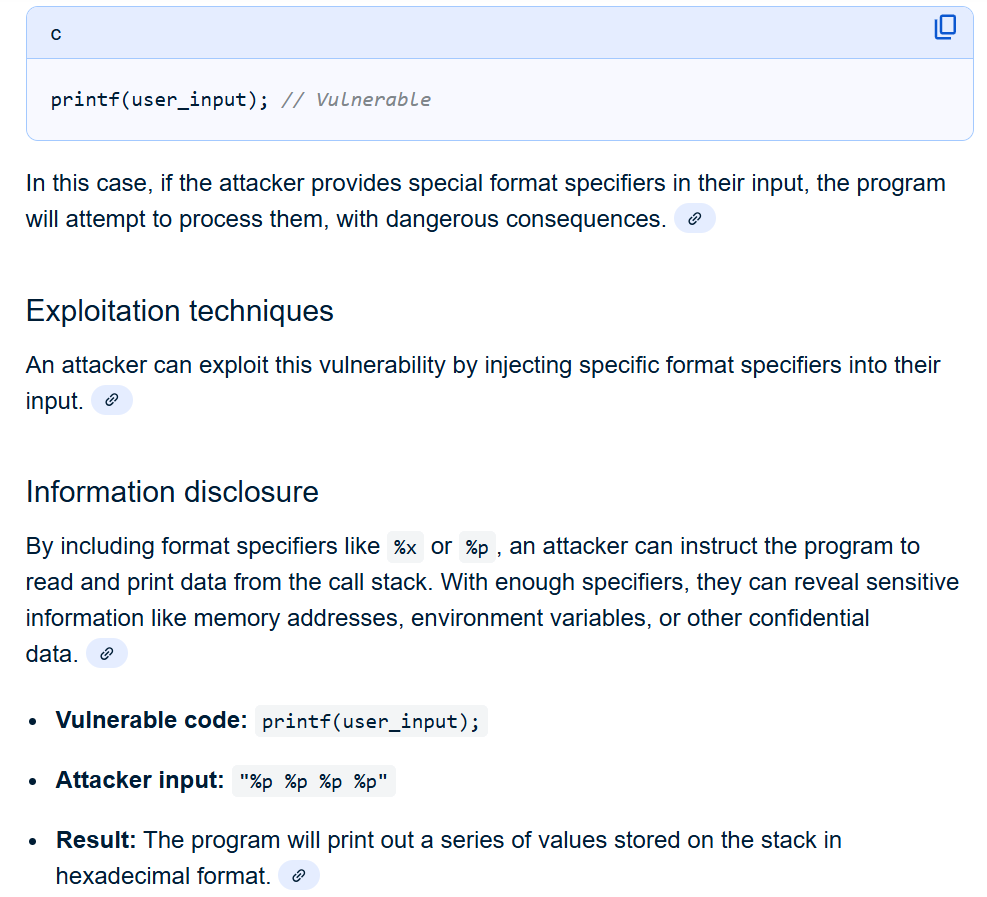 c
printf(user_input); // Vulnerable
In this case, if the attacker provides special format specifiers in their input, the program
will attempt to process them, with dangerous consequences.
Exploitation techniques
An attacker can exploit this vulnerability by injecting specific format specifiers into their
input.
Information disclosure
By including format specifiers like %x or %p, an attacker can instruct the program to
read and print data from the call stack. With enough specifiers, they can reveal sensitive
information like memory addresses, environment variables, or other confidential
data.
• Vulnerable code: printf(user_input);
• Attacker input: "%p %p %p %p"
• Result: The program will print out a series of values stored on the stack in
hexadecimal format.